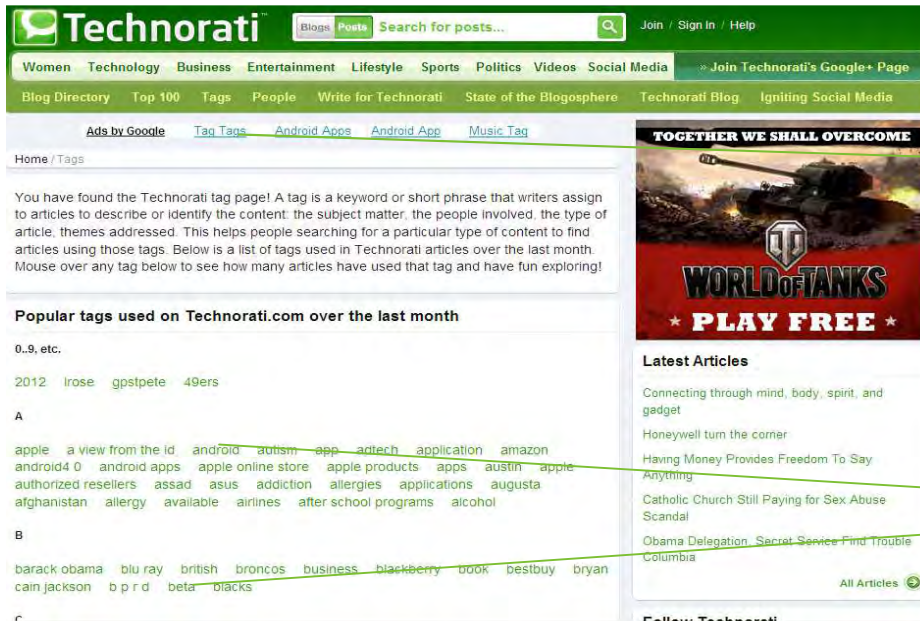 Technorati™
Blogs Posts Search for posts...
Join / Sign In / Help
Women Technology Business Entertainment Lifestyle Sports Politics Videos Social Media » Join Technorati's Google+ Page
Blog Directory Top 100 Tags People Write for Technorati State of the Blogosphere Technorati Blog Igniting Social Media
Ads by Google Tag Tags Android Apps Android App Music Tag
Home / Tags
You have found the Technorati tag page! A tag is a keyword or short phrase that writers assign
to articles to describe or identify the content: the subject matter, the people involved, the type of
article, themes addressed. This helps people searching for a particular type of content to find
articles using those tags. Below is a list of tags used in Technorati articles over the last month.
Mouse over any tag below to see how many articles have used that tag and have fun exploring!
Popular tags used on Technorati.com over the last month
0..9, etc.
2012 lrose gpstpete 49ers
A
apple a view from the id android autism app adtech application amazon
android4 0 android apps apple online store apple products apps austin apple
authorized resellers assad asus addiction allergies applications augusta
afghanistan allergy available airlines after school programs alcohol
B
barack obama blu ray british broncos business blackberry book bestbuy bryan
cain jackson b p r d beta blacks
C
TOGETHER WE SHALL OVERCOME
WORLD OF TANKS
PLAY FREE
Latest Articles
Connecting through mind, body, spirit, and
gadget
Honeywell turn the corner
Having Money Provides Freedom To Say
Anything
Catholic Church Still Paying for Sex Abuse
Scandal
Obama Delegation, Secret Service Find Trouble
Columbia
All Articles
Follow Technorati